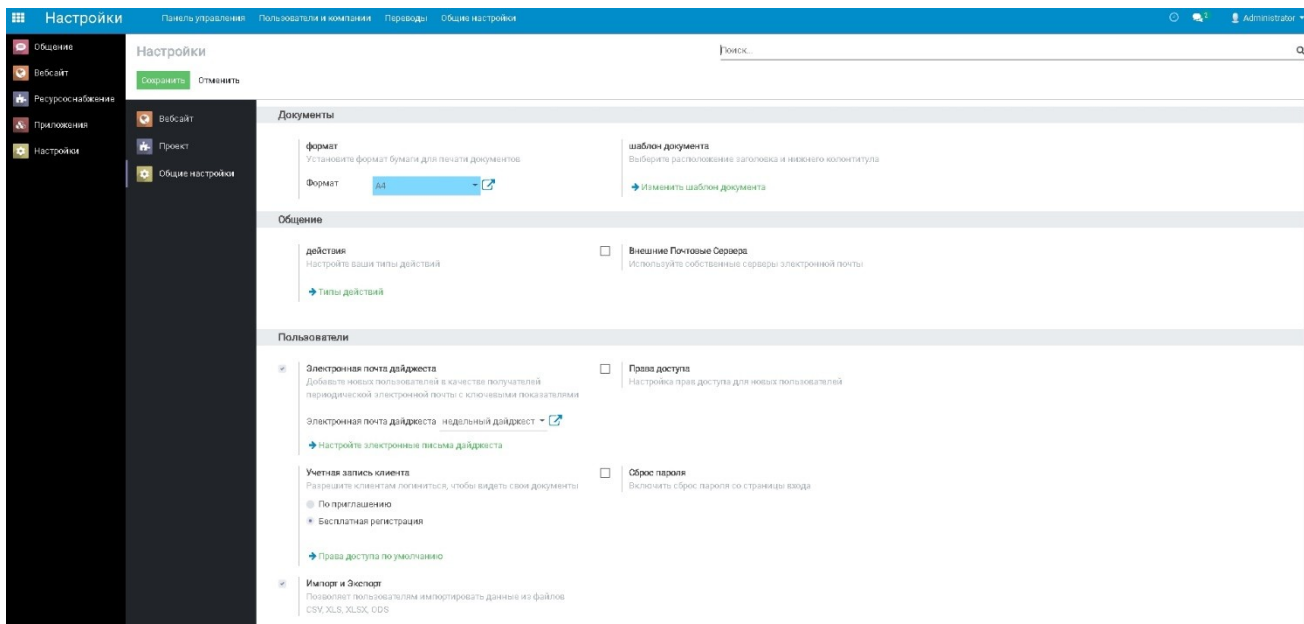 Настройки
Панель управления Пользователи и компании Переводы Общие настройки
Administrator
Общение
Вебсайт
Ресурсоснабжение
Приложения
Настройки
Настройки
Поиск...
Сохранить Отменить
Вебсайт
Проект
Общие настройки
Документы
формат
Установите формат бумаги для печати документов
Формат A4
шаблон документа
Выберите расположение заголовка и нижнего колонтитула
Изменить шаблон документа
Общение
действия
Настройте ваши типы действий
Типы действий
Внешние Почтовые Сервера
Используйте собственные серверы электронной почты
Пользователи
Электронная почта дайджеста
Добавьте новых пользователей в качестве получателей
периодической электронной почты с ключевыми показателями
Электронная почта дайджеста недельный дайджест
Настройте электронные письма дайджеста
Права доступа
Настройка прав доступа для новых пользователей
Учетная запись клиента
Разрешите клиентам логиниться, чтобы видеть свои документы
По приглашению
Бесплатная регистрация
Права доступа по умолчанию
Сброс пароля
Включить сброс пароля со страницы входа
Импорт и Экспорт
Позволяет пользователям импортировать данные из файлов
CSV, XLS, XLSX, ODS